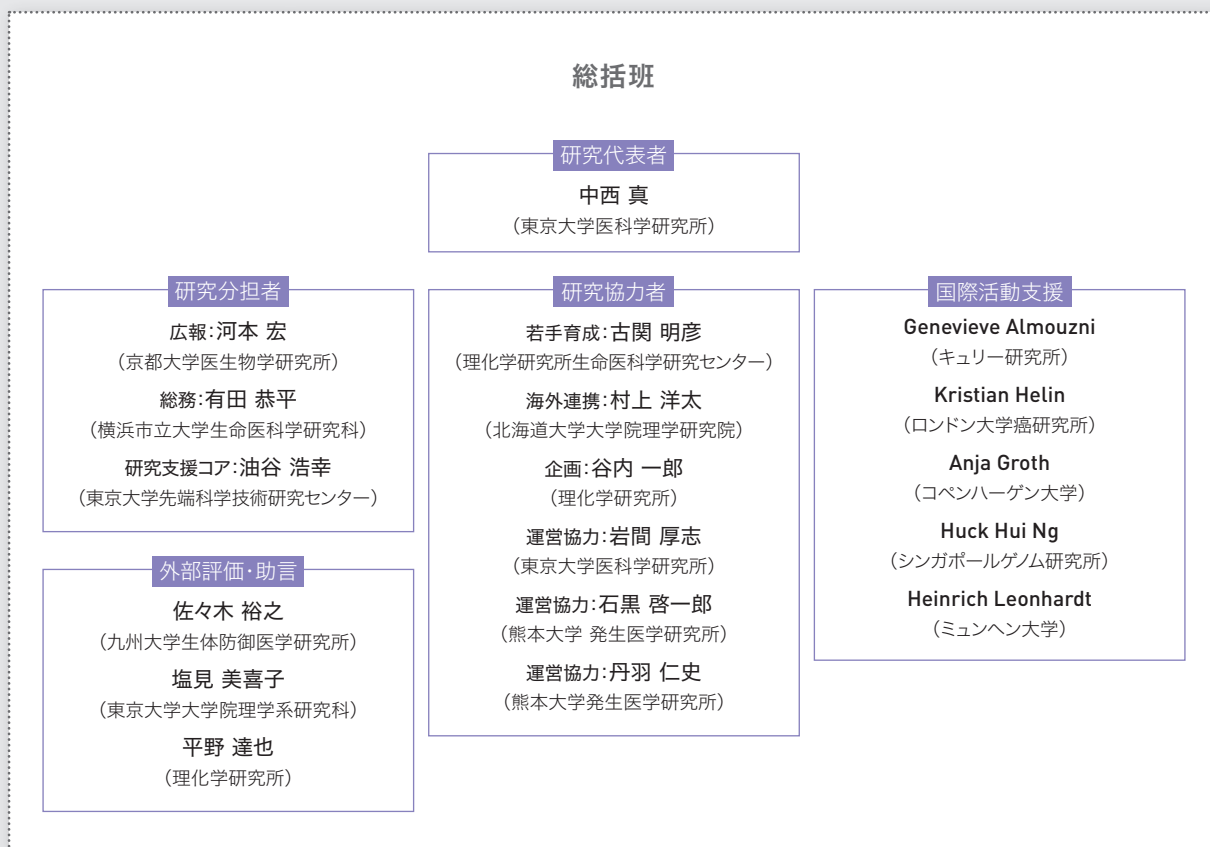 総括班
研究代表者
中西 真
（東京大学医科学研究所）
研究分担者
広報：河本 宏
（京都大学医生物学研究所）
総務：有田 恭平
（横浜市立大学生命医科学研究科）
研究支援コア：油谷 浩幸
（東京大学先端科学技術研究センター）
外部評価・助言
佐々木 裕之
（九州大学生体防御医学研究所）
塩見 美喜子
（東京大学大学院理学系研究科）
平野 達也
（理化学研究所）
研究協力者
若手育成：古関 明彦
（理化学研究所生命医科学研究センター）
海外連携：村上 洋太
（北海道大学大学院理学研究院）
企画：谷内 一郎
（理化学研究所）
運営協力：岩間 厚志
（東京大学医科学研究所）
運営協力：石黒 啓一郎
（熊本大学 発生医学研究所）
運営協力：丹羽 仁史
（熊本大学発生医学研究所）
国際活動支援
Genevieve Almouzni
（キュリー研究所）
Kristian Helin
（ロンドン大学癌研究所）
Anja Groth
（コペンハーゲン大学）
Huck Hui Ng
（シンガポールゲノム研究所）
Heinrich Leonhardt
（ミュンヘン大学）